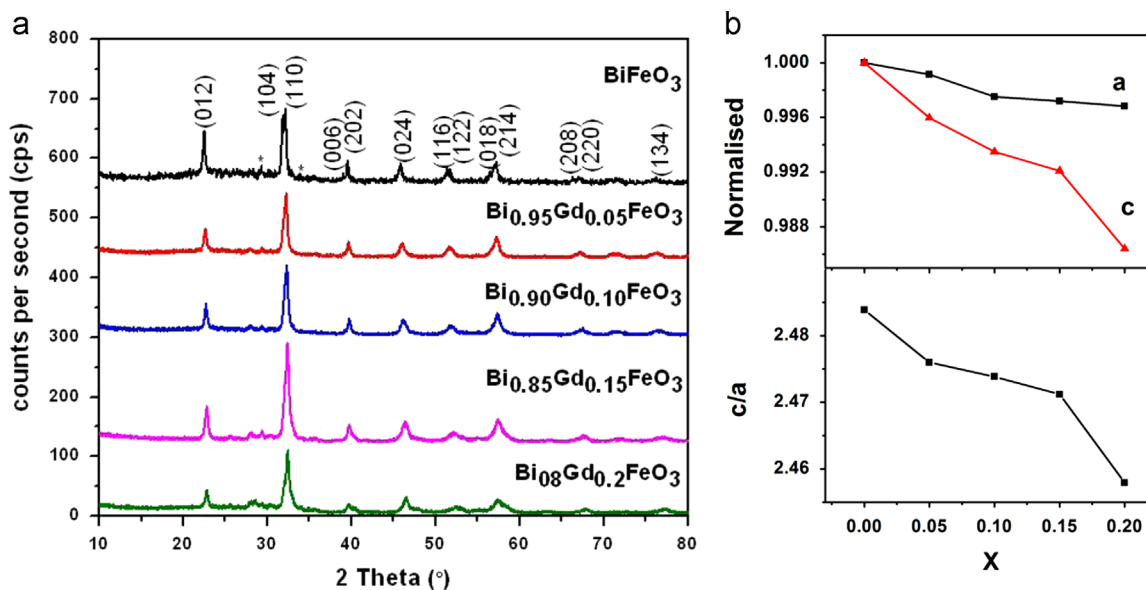 a
counts per second (cps)
800
700
600
500
400
300
200
100
0
BiFeO3
(012)
*
(104)
(110)
*
(006)
(202)
(024)
(116)
(122)
(018)
(214)
(208)
(220)
(134)
Bi0.95Gd0.05FeO3
Bi0.90Gd0.10FeO3
Bi0.85Gd0.15FeO3
Bi08Gd0.2FeO3
10 20 30 40 50 60 70 80
2 Theta (°)
b
Normalised
1.000
0.996
0.992
0.988
a
c
c/a
2.48
2.47
2.46
0.00 0.05 0.10 0.15 0.20
X